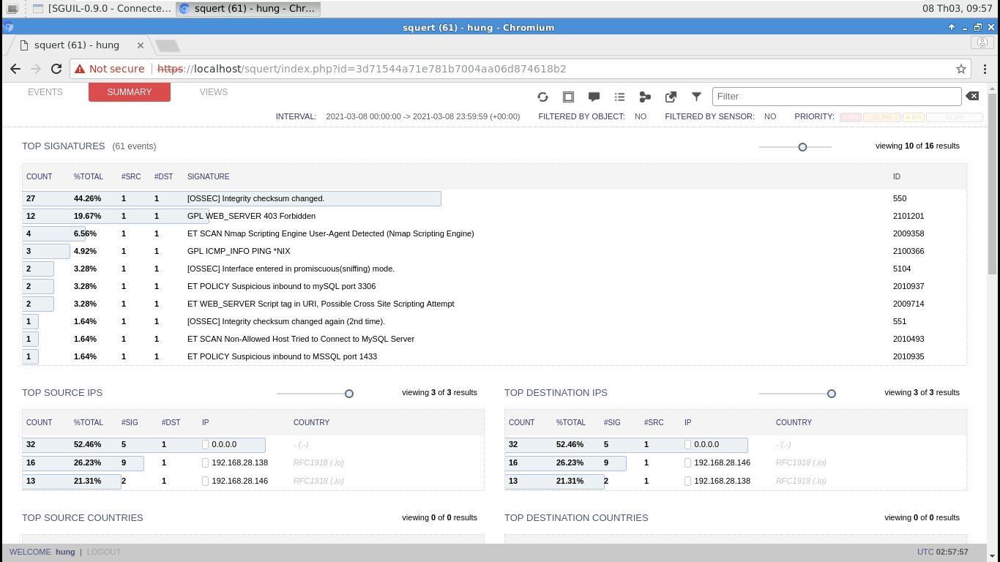 [SGUIL-0.9.0 - Connecte... squert (61) - hung - Chr... 08 Th03, 09:57
squert (61) - hung - Chromium
squert (61) - hung
Not secure https://localhost/squert/index.php?id=3d71544a71e781b7004aa06d874618b2
EVENTS SUMMARY VIEWS Filter
INTERVAL: 2021-03-08 00:00:00 -> 2021-03-08 23:59:59 (+00:00) FILTERED BY OBJECT: NO FILTERED BY SENSOR: NO PRIORITY: 9.8% 32.8% 4.9% 52.5%
TOP SIGNATURES (61 events) viewing 10 of 16 results
COUNT %TOTAL #SRC #DST SIGNATURE ID
27 44.26% 1 1 [OSSEC] Integrity checksum changed. 550
12 19.67% 1 1 GPL WEB_SERVER 403 Forbidden 2101201
4 6.56% 1 1 ET SCAN Nmap Scripting Engine User-Agent Detected (Nmap Scripting Engine) 2009358
3 4.92% 1 1 GPL ICMP_INFO PING *NIX 2100366
2 3.28% 1 1 [OSSEC] Interface entered in promiscuous(sniffing) mode. 5104
2 3.28% 1 1 ET POLICY Suspicious inbound to mySQL port 3306 2010937
2 3.28% 1 1 ET WEB_SERVER Script tag in URI, Possible Cross Site Scripting Attempt 2009714
1 1.64% 1 1 [OSSEC] Integrity checksum changed again (2nd time). 551
1 1.64% 1 1 ET SCAN Non-Allowed Host Tried to Connect to MySQL Server 2010493
1 1.64% 1 1 ET POLICY Suspicious inbound to MSSQL port 1433 2010935
TOP SOURCE IPS viewing 3 of 3 results TOP DESTINATION IPS viewing 3 of 3 results
COUNT %TOTAL #SIG #DST IP COUNTRY COUNT %TOTAL #SIG #SRC IP COUNTRY
32 52.46% 5 1 0.0.0.0 - (.-) 32 52.46% 5 1 0.0.0.0 - (.-)
16 26.23% 9 1 192.168.28.138 RFC1918 (.lo) 16 26.23% 9 1 192.168.28.146 RFC1918 (.lo)
13 21.31% 2 1 192.168.28.146 RFC1918 (.lo) 13 21.31% 2 1 192.168.28.138 RFC1918 (.lo)
TOP SOURCE COUNTRIES viewing 0 of 0 results TOP DESTINATION COUNTRIES viewing 0 of 0 results
WELCOME hung | LOGOUT UTC 02:57:57